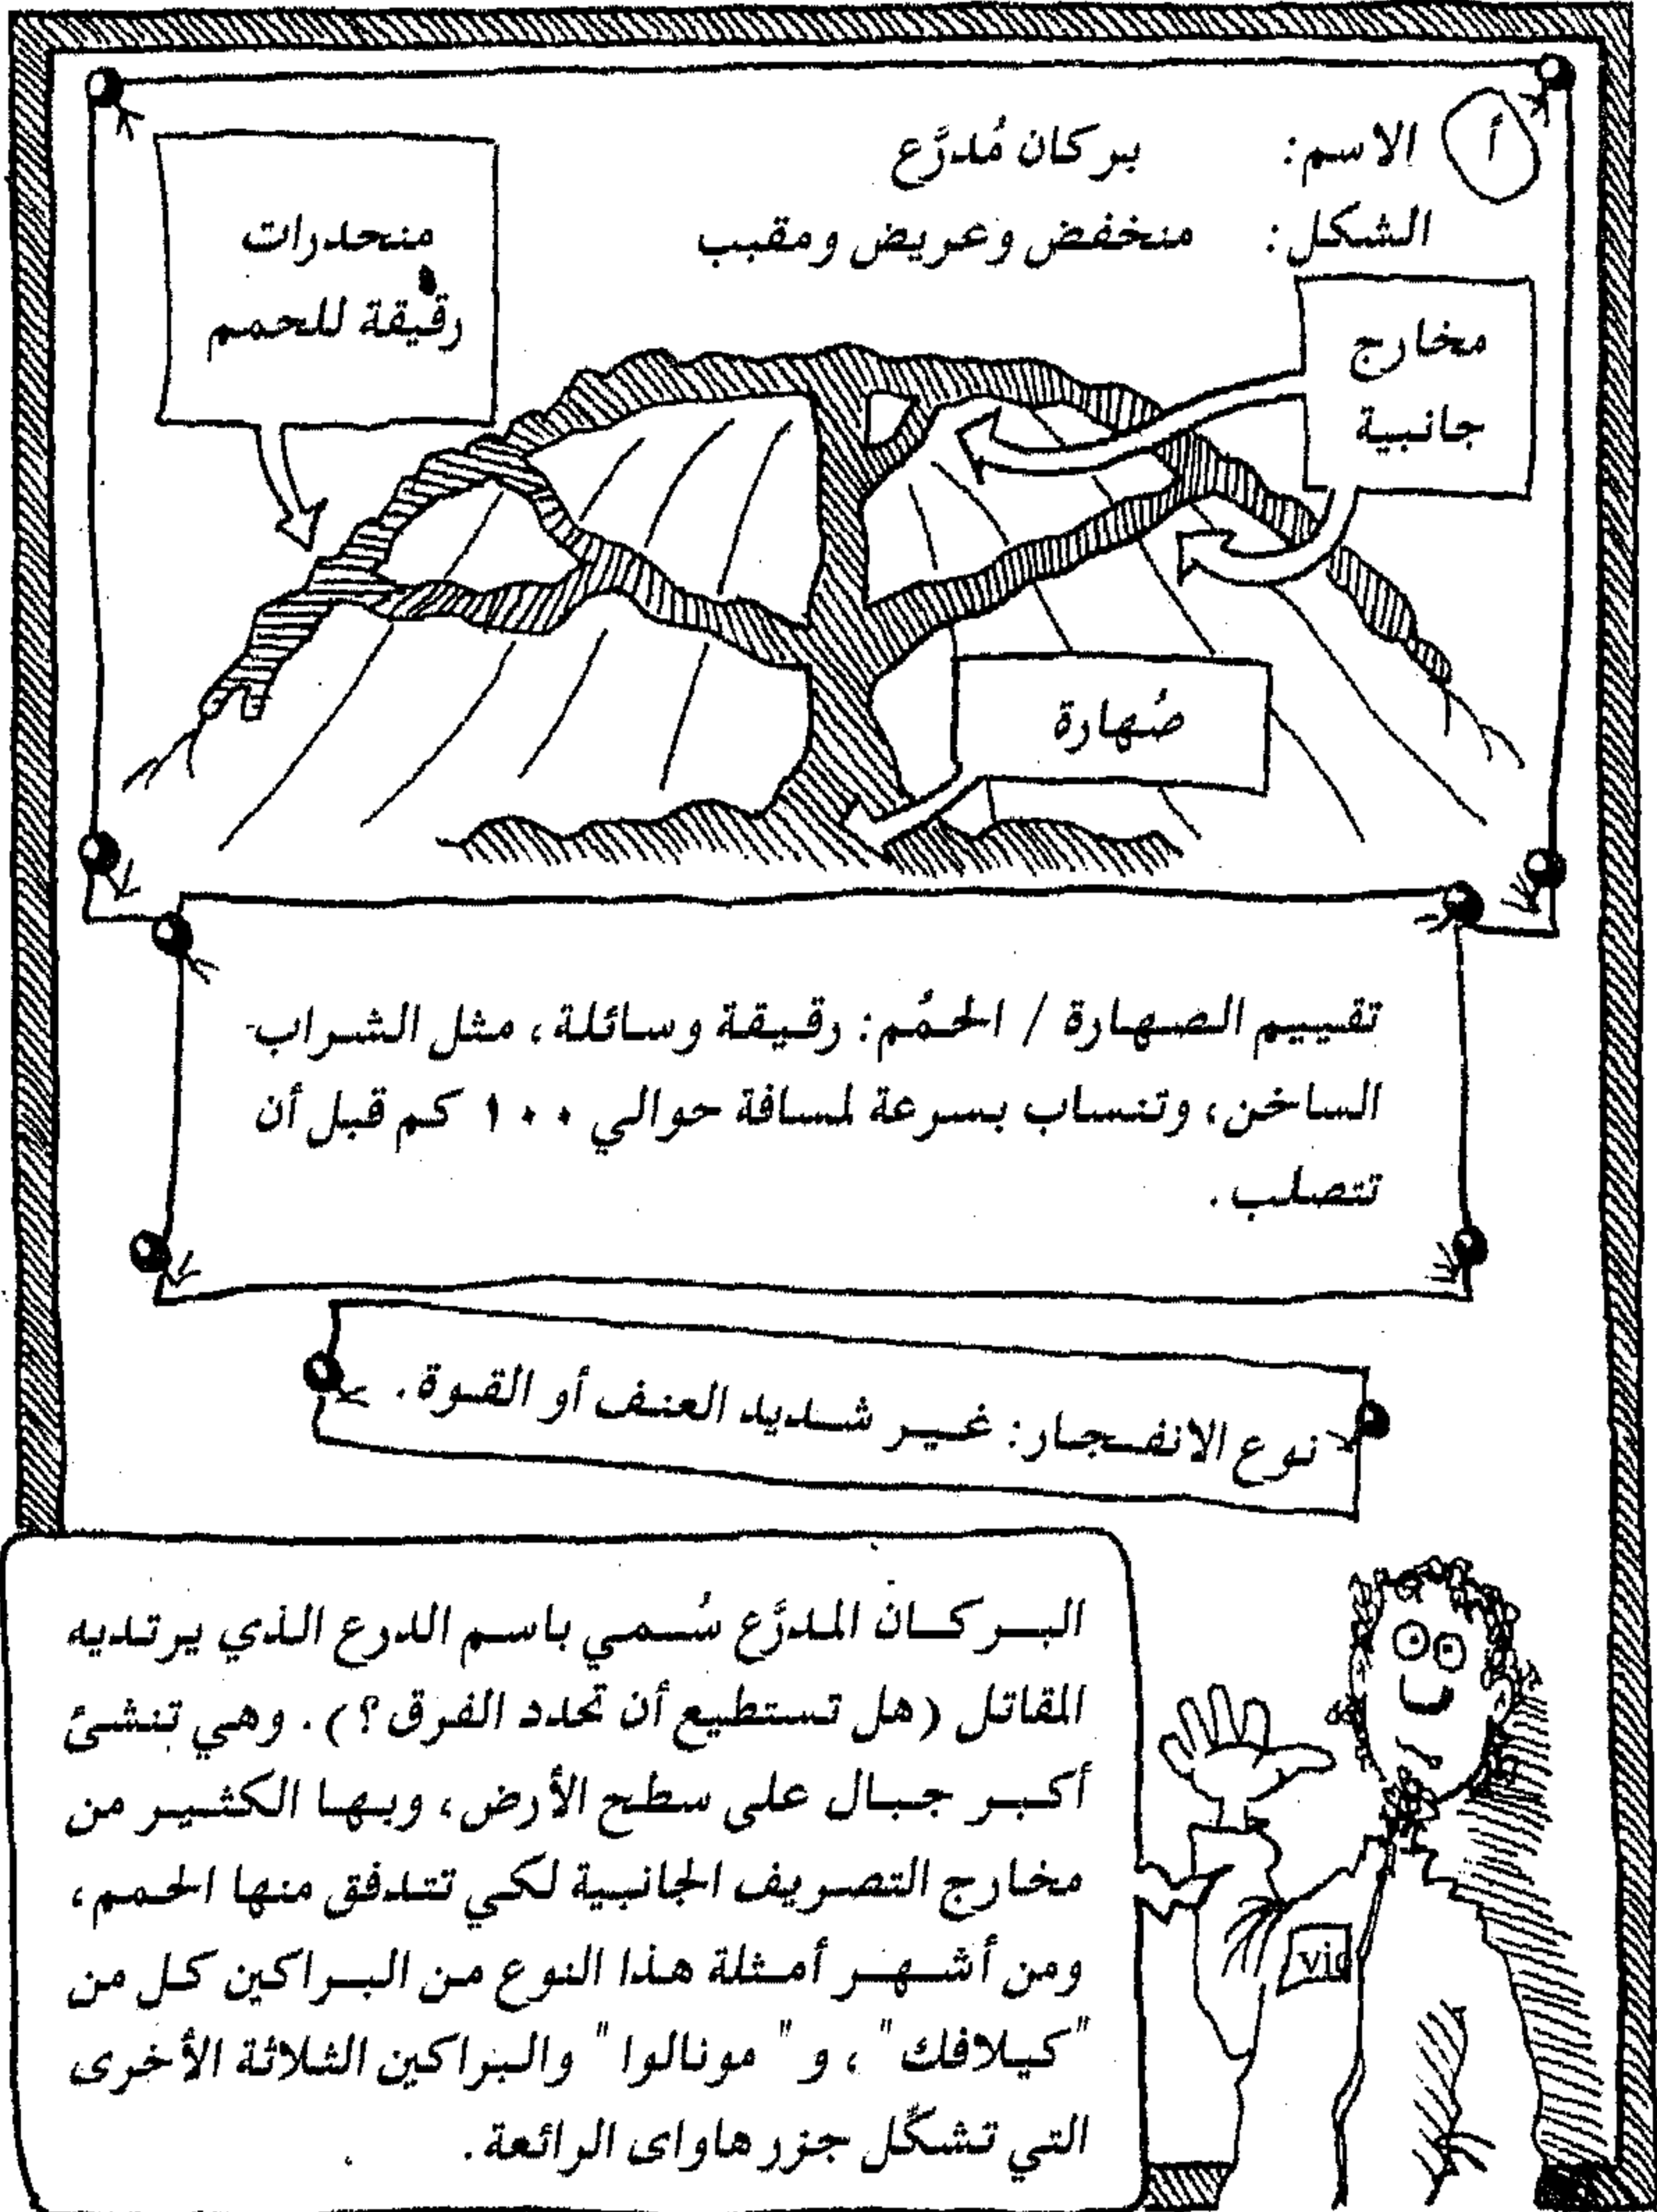 أ
الاسم: بركان مُدرَّع
الشكل: منخفض وعريض ومقبب
منحدرات
رقيقة للحمم
مخارج
جانبية
صُهارة
تقييم الصهارة / الحمُم: رقيقة وسائلة، مثل الشراب
الساخن، وتنساب بسرعة لمسافة حوالي ١٠٠ كم قبل أن
تتصلب.
نوع الانفجار: غير شديد العنف أو القوة.
البركان المدرَّع سُمي باسم الدرع الذي يرتديه
المقاتل (هل تستطيع أن تحدد الفرق؟). وهي تنشئ
أكبر جبال على سطح الأرض، وبها الكثير من
مخارج التصريف الجانبية لكي تتدفق منها الحمم،
ومن أشهر أمثلة هذا النوع من البراكين كل من
"كيلافك"، و" مونالوا" والبراكين الثلاثة الأخرى
التي تشكِّل جزر هاواى الرائعة.
vic